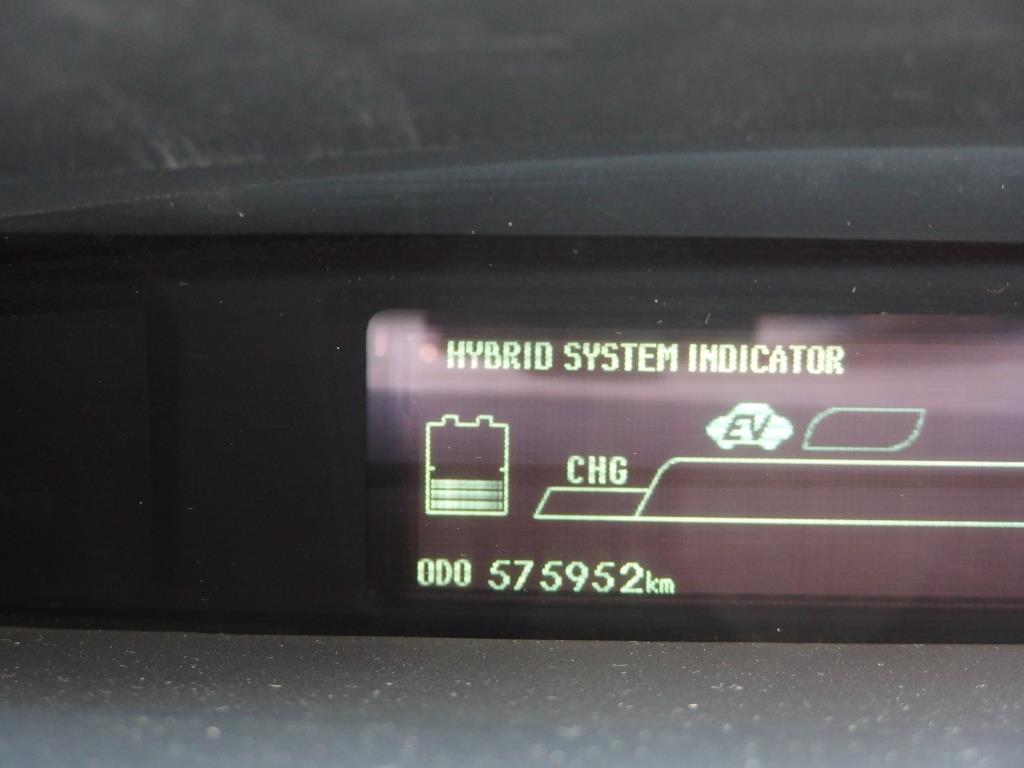 HYBRID SYSTEM INDICATOR
EV
CHG
ODO 575952km